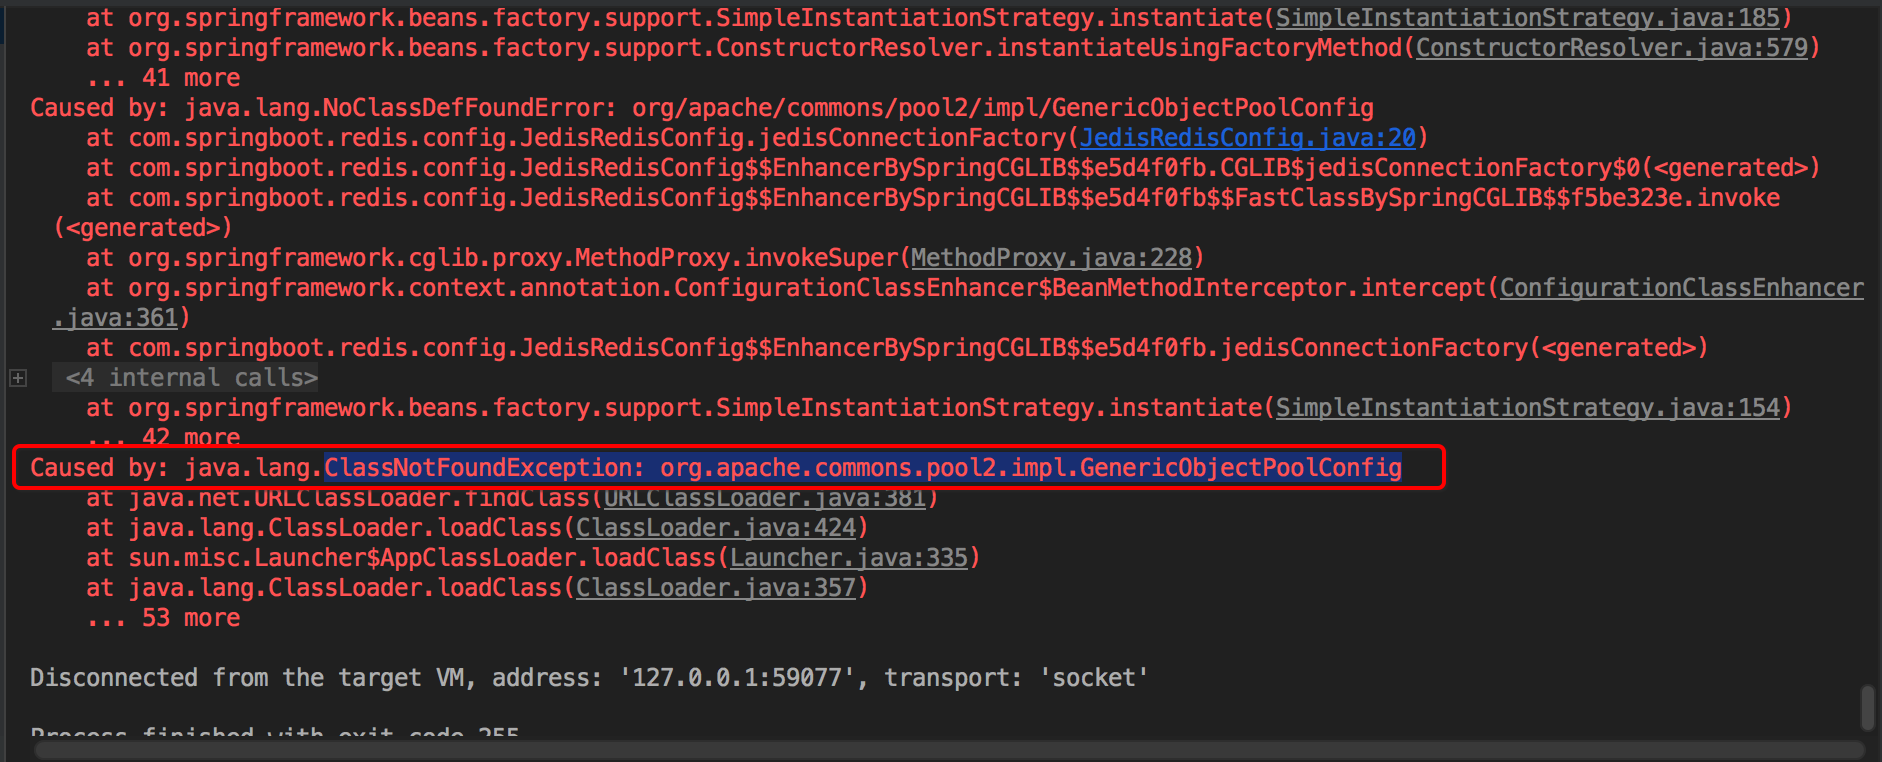 at org.springframework.beans.factory.support.SimpleInstantiationStrategy.instantiate(SimpleInstantiationStrategy.java:185)
at org.springframework.beans.factory.support.ConstructorResolver.instantiateUsingFactoryMethod(ConstructorResolver.java:579)
... 41 more
Caused by: java.lang.NoClassDefFoundError: org/apache/commons/pool2/impl/GenericObjectPoolConfig
at com.springboot.redis.config.JedisRedisConfig.jedisConnectionFactory(JedisRedisConfig.java:20)
at com.springboot.redis.config.JedisRedisConfig$$EnhancerBySpringCGLIB$$e5d4f0fb.CGLIB$jedisConnectionFactory$0(<generated>)
at com.springboot.redis.config.JedisRedisConfig$$EnhancerBySpringCGLIB$$e5d4f0fb$$FastClassBySpringCGLIB$$f5be323e.invoke
(<generated>)
at org.springframework.cglib.proxy.MethodProxy.invokeSuper(MethodProxy.java:228)
at org.springframework.context.annotation.ConfigurationClassEnhancer$BeanMethodInterceptor.intercept(ConfigurationClassEnhancer
.java:361)
at com.springboot.redis.config.JedisRedisConfig$$EnhancerBySpringCGLIB$$e5d4f0fb.jedisConnectionFactory(<generated>)
<4 internal calls>
at org.springframework.beans.factory.support.SimpleInstantiationStrategy.instantiate(SimpleInstantiationStrategy.java:154)
... 42 more
Caused by: java.lang.ClassNotFoundException: org.apache.commons.pool2.impl.GenericObjectPoolConfig
at java.net.URLClassLoader.findClass(URLClassLoader.java:381)
at java.lang.ClassLoader.loadClass(ClassLoader.java:424)
at sun.misc.Launcher$AppClassLoader.loadClass(Launcher.java:335)
at java.lang.ClassLoader.loadClass(ClassLoader.java:357)
... 53 more
Disconnected from the target VM, address: '127.0.0.1:59077', transport: 'socket'
Process finished with exit code 255